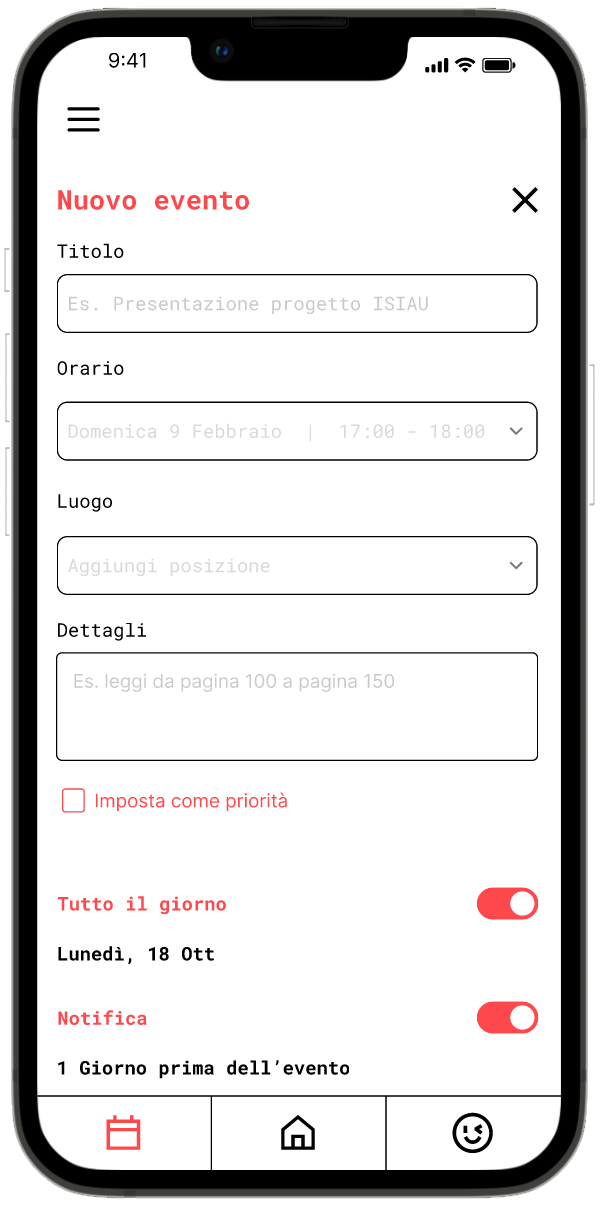 9:41
Nuovo evento
Titolo
Es. Presentazione progetto ISIAU
Orario
Domenica 9 Febbraio | 17:00 - 18:00
Luogo
Aggiungi posizione
Dettagli
Es. leggi da pagina 100 a pagina 150
Imposta come priorità
Tutto il giorno
Lunedì, 18 Ott
Notifica
1 Giorno prima dell’evento